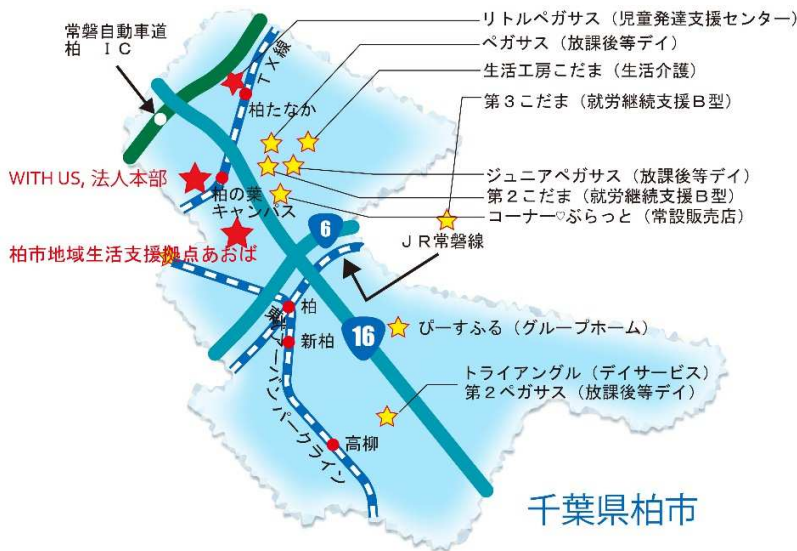 リトルペガサス（児童発達支援センター）
常磐自動車道
柏　ＩＣ
ＴＸ線
ペガサス（放課後等デイ）
生活工房こだま（生活介護）
柏たなか
第３こだま（就労継続支援Ｂ型）
WITH US, 法人本部
ジュニアペガサス（放課後等デイ）
柏の葉
キャンパス
第２こだま（就労継続支援Ｂ型）
コーナー♡ぶらっと（常設販売店）
6
ＪＲ常磐線
柏市地域生活支援拠点あおば
柏
16
ぴーすふる（グループホーム）
新柏
トライアングル（デイサービス）
第２ペガサス（放課後等デイ）
アーバンパークライン
高柳
千葉県柏市